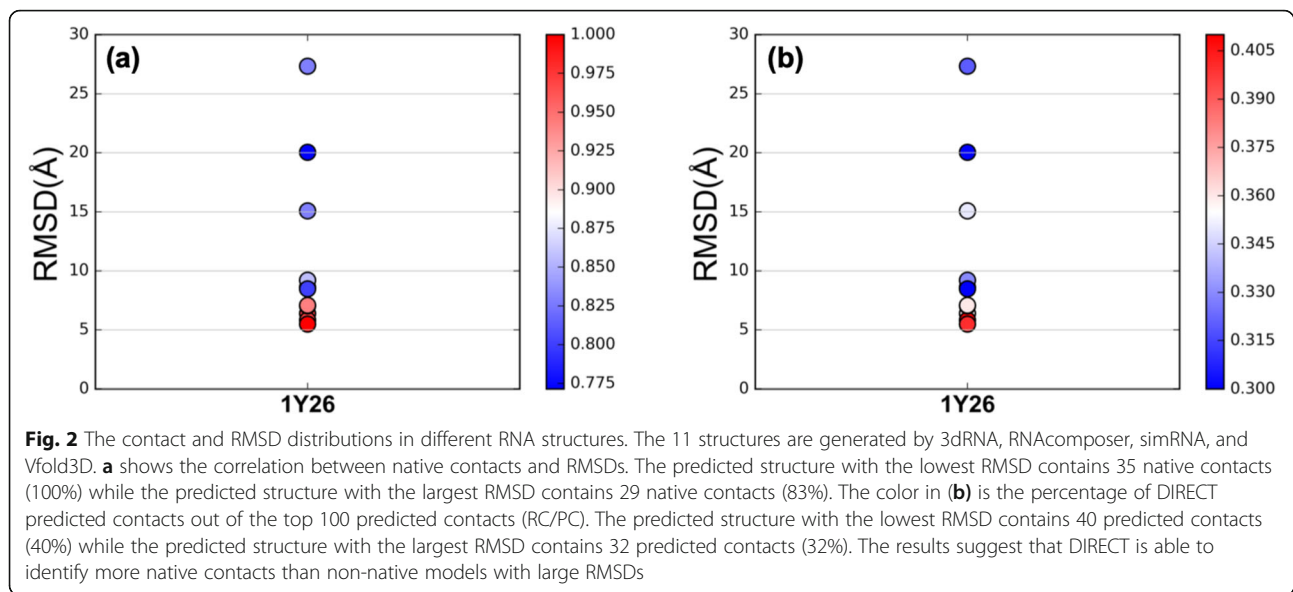 (a)
RMSD(Å)
30
25
20
15
10
5
0
1Y26
1.000
0.975
0.950
0.925
0.900
0.875
0.850
0.825
0.800
0.775
(b)
RMSD(Å)
30
25
20
15
10
5
0
1Y26
0.405
0.390
0.375
0.360
0.345
0.330
0.315
0.300
Fig. 2 The contact and RMSD distributions in different RNA structures. The 11 structures are generated by 3dRNA, RNAcomposer, simRNA, and
Vfold3D. a shows the correlation between native contacts and RMSDs. The predicted structure with the lowest RMSD contains 35 native contacts
(100%) while the predicted structure with the largest RMSD contains 29 native contacts (83%). The color in (b) is the percentage of DIRECT
predicted contacts out of the top 100 predicted contacts (RC/PC). The predicted structure with the lowest RMSD contains 40 predicted contacts
(40%) while the predicted structure with the largest RMSD contains 32 predicted contacts (32%). The results suggest that DIRECT is able to
identify more native contacts than non-native models with large RMSDs